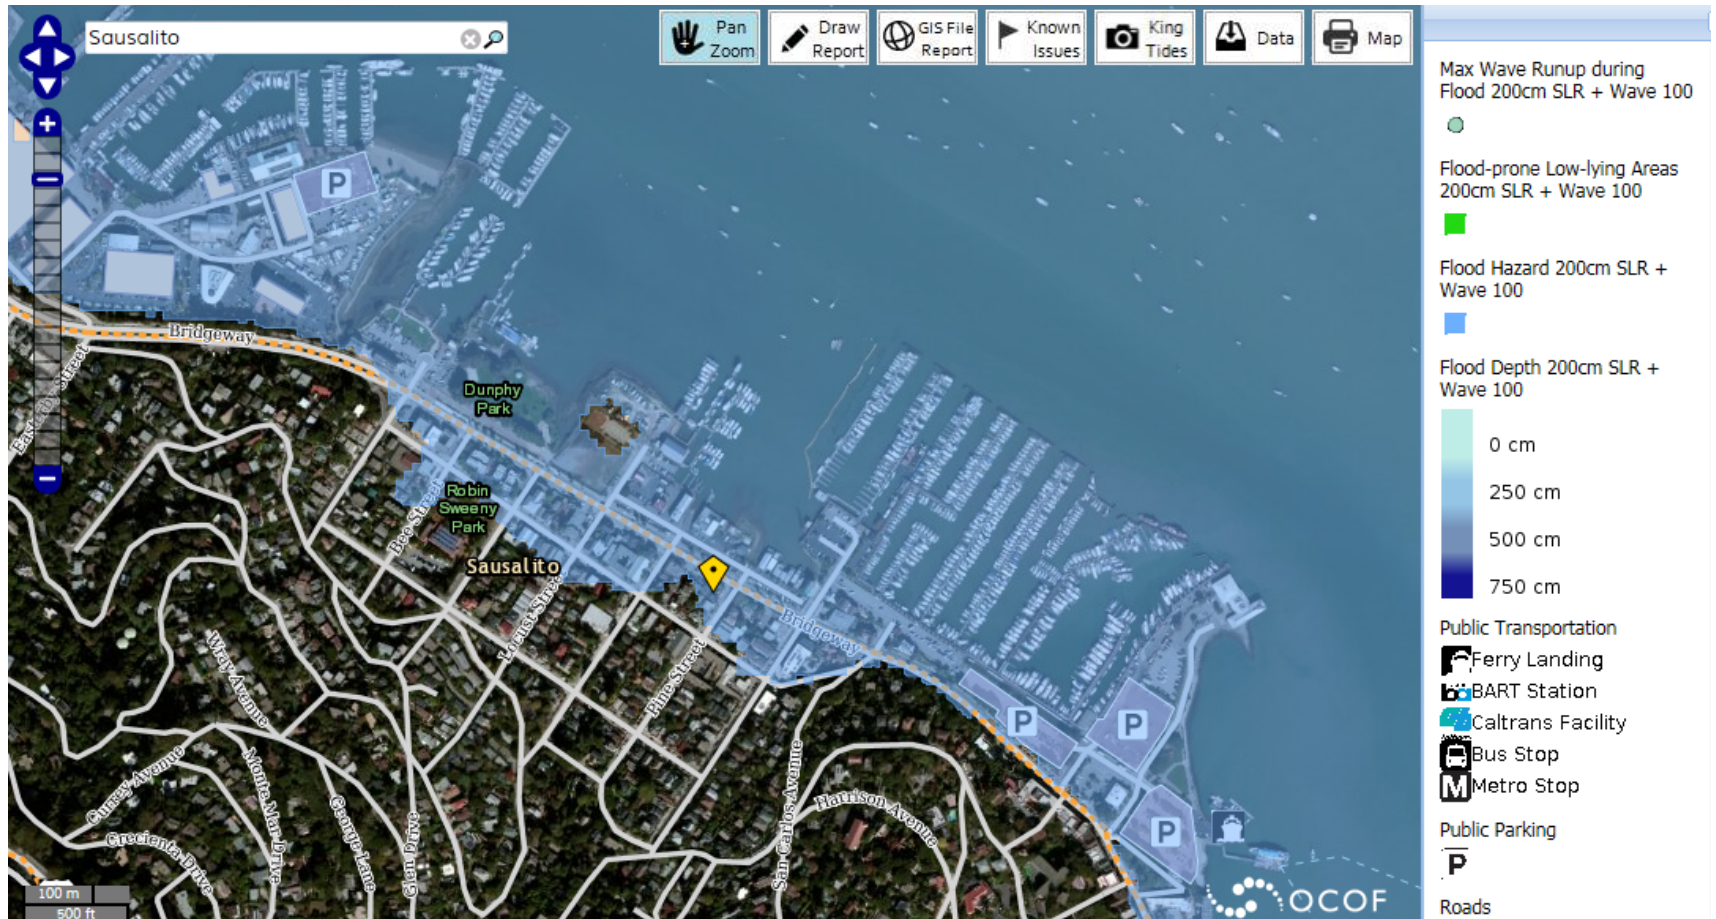 Sausalito
Pan
Zoom
Draw
Report
GIS File
Report
Known
Issues
King
Tides
Data
Map
P
Bridgeway
Street
Dunphy
Park
Robin
Sweeny
Park
Bee Street
Sausalito
Locust Street
Bridgeway
Pine Street
Wray Avenue
P
P
Currey Avenue
Monte Mar Drive
George Lane
Glen Drive
San Carlos Avenue
Harrison Avenue
P
Crecienta Drive
100 m
500 ft
OCOF
Max Wave Runup during
Flood 200cm SLR + Wave 100
Flood-prone Low-lying Areas
200cm SLR + Wave 100
Flood Hazard 200cm SLR +
Wave 100
Flood Depth 200cm SLR +
Wave 100
0 cm
250 cm
500 cm
750 cm
Public Transportation
Ferry Landing
BART Station
Caltrans Facility
Bus Stop
M Metro Stop
Public Parking
P
Roads